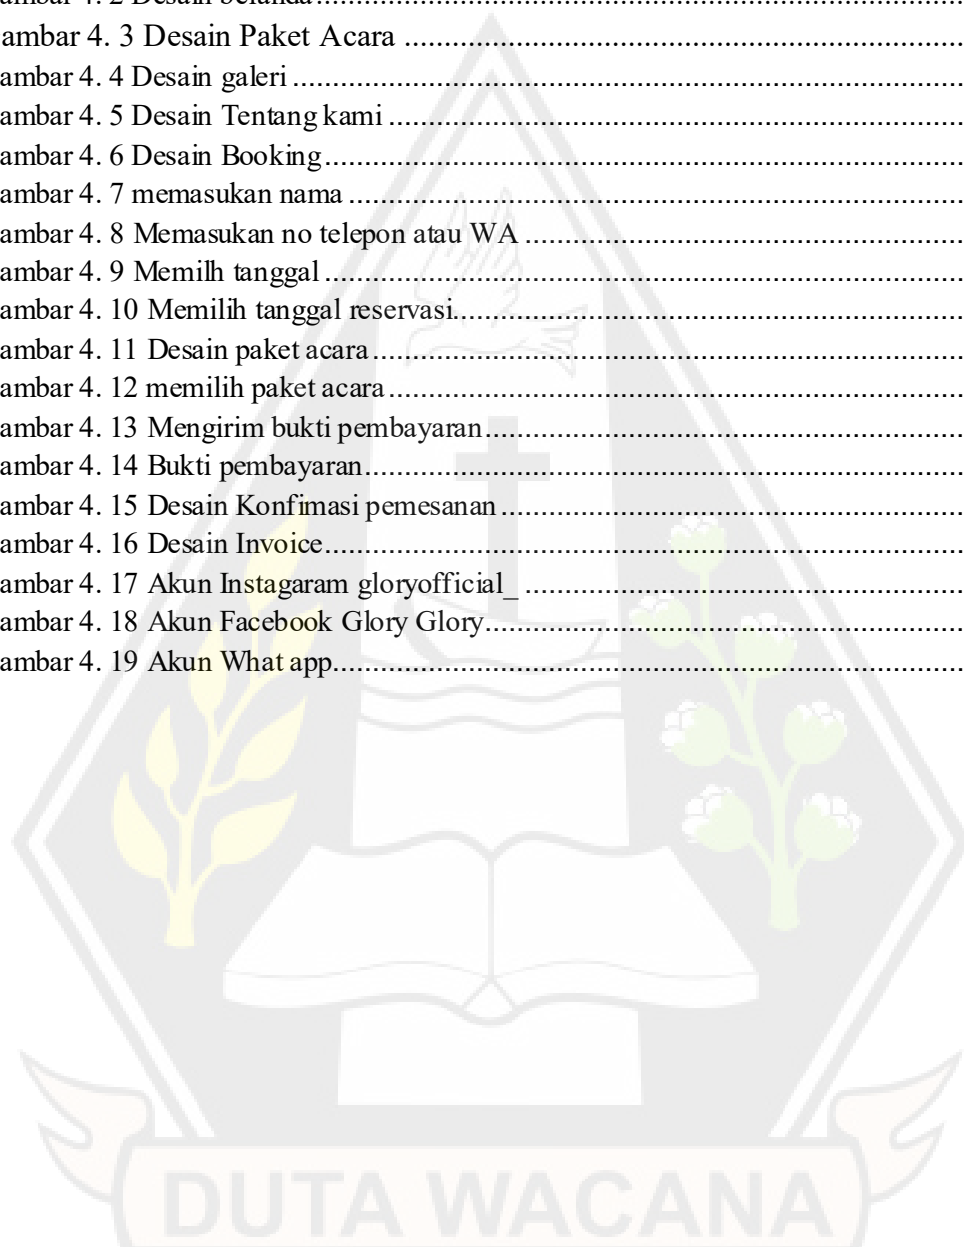 ambar 4. 2 Desain beranda........................................................................
ambar 4. 3 Desain Paket Acara ........................................................................
ambar 4. 4 Desain galeri ........................................................................
ambar 4. 5 Desain Tentang kami ........................................................................
ambar 4. 6 Desain Booking........................................................................
ambar 4. 7 memasukan nama ........................................................................
ambar 4. 8 Memasukan no telepon atau WA ........................................................................
ambar 4. 9 Memilh tanggal ........................................................................
ambar 4. 10 Memilih tanggal reservasi........................................................................
ambar 4. 11 Desain paket acara ........................................................................
ambar 4. 12 memilih paket acara ........................................................................
ambar 4. 13 Mengirim bukti pembayaran........................................................................
ambar 4. 14 Bukti pembayaran........................................................................
ambar 4. 15 Desain Konfimasi pemesanan ........................................................................
ambar 4. 16 Desain Invoice........................................................................
ambar 4. 17 Akun Instagaram gloryofficial_ ........................................................................
ambar 4. 18 Akun Facebook Glory Glory........................................................................
ambar 4. 19 Akun What app........................................................................
DUTA WACANA